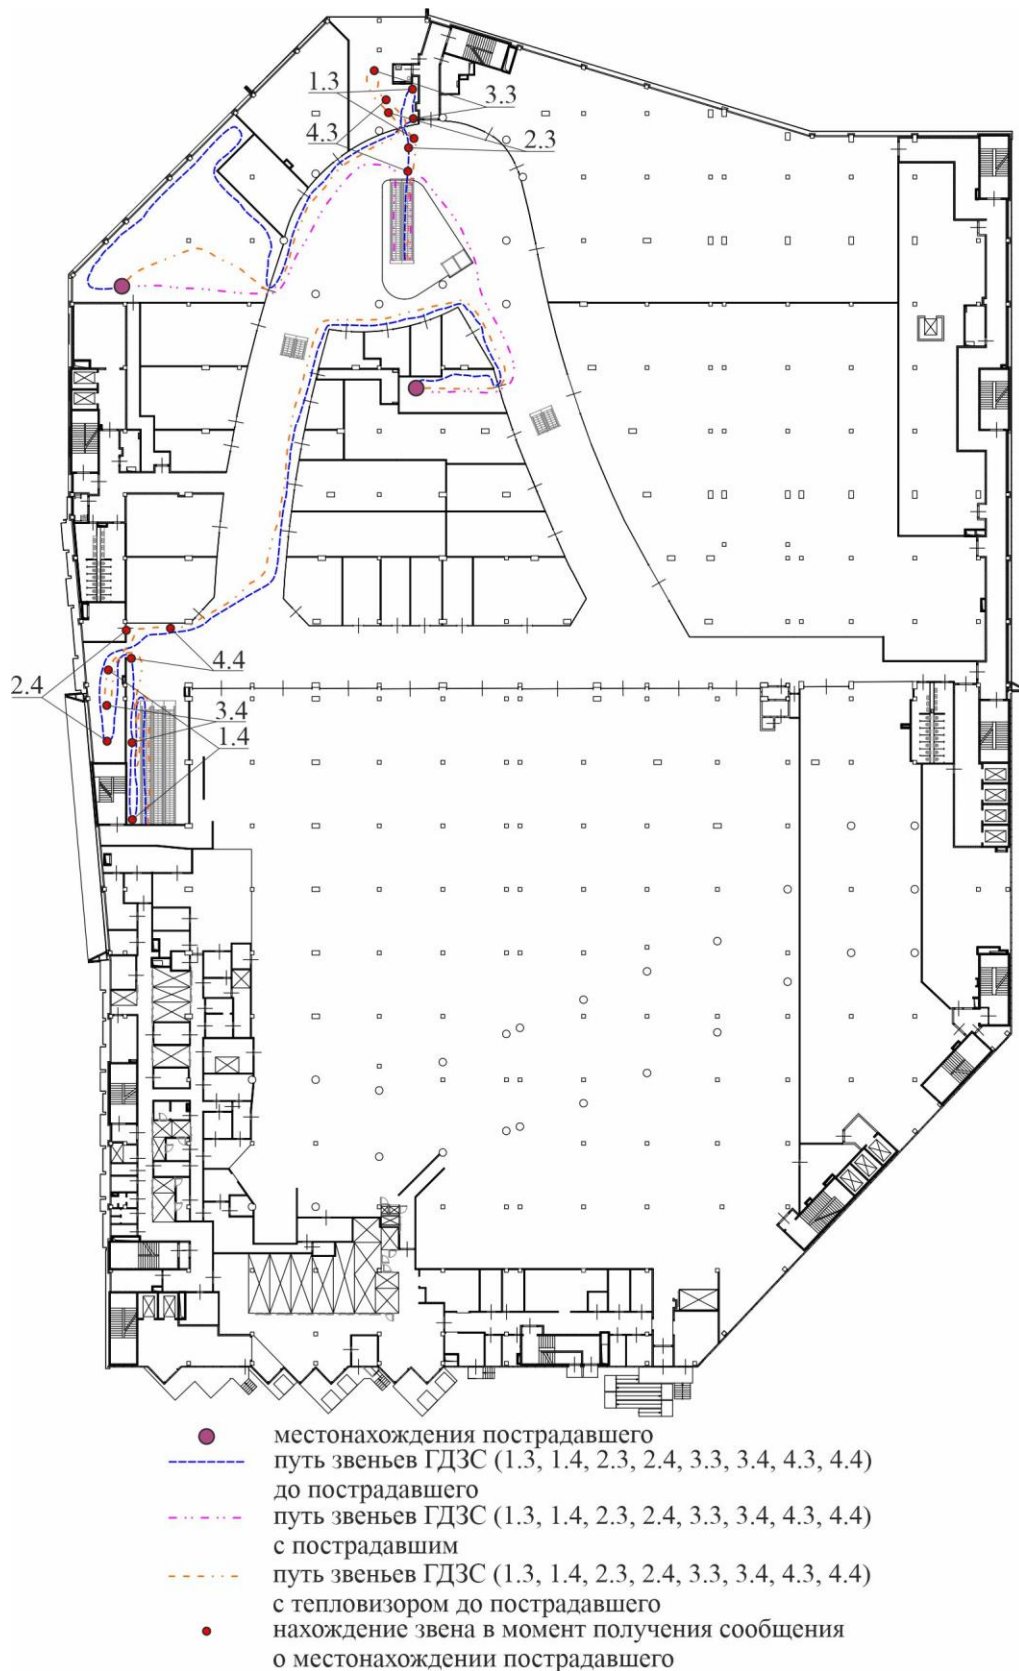 1.3
3.3
4.3
2.3
4.4
2.4
3.4
1.4
местонахождения пострадавшего
путь звеньев ГДЗС (1.3, 1.4, 2.3, 2.4, 3.3, 3.4, 4.3, 4.4)
до пострадавшего
путь звеньев ГДЗС (1.3, 1.4, 2.3, 2.4, 3.3, 3.4, 4.3, 4.4)
с пострадавшим
путь звеньев ГДЗС (1.3, 1.4, 2.3, 2.4, 3.3, 3.4, 4.3, 4.4)
с тепловизором до пострадавшего
нахождение звена в момент получения сообщения
о местонахождении пострадавшего